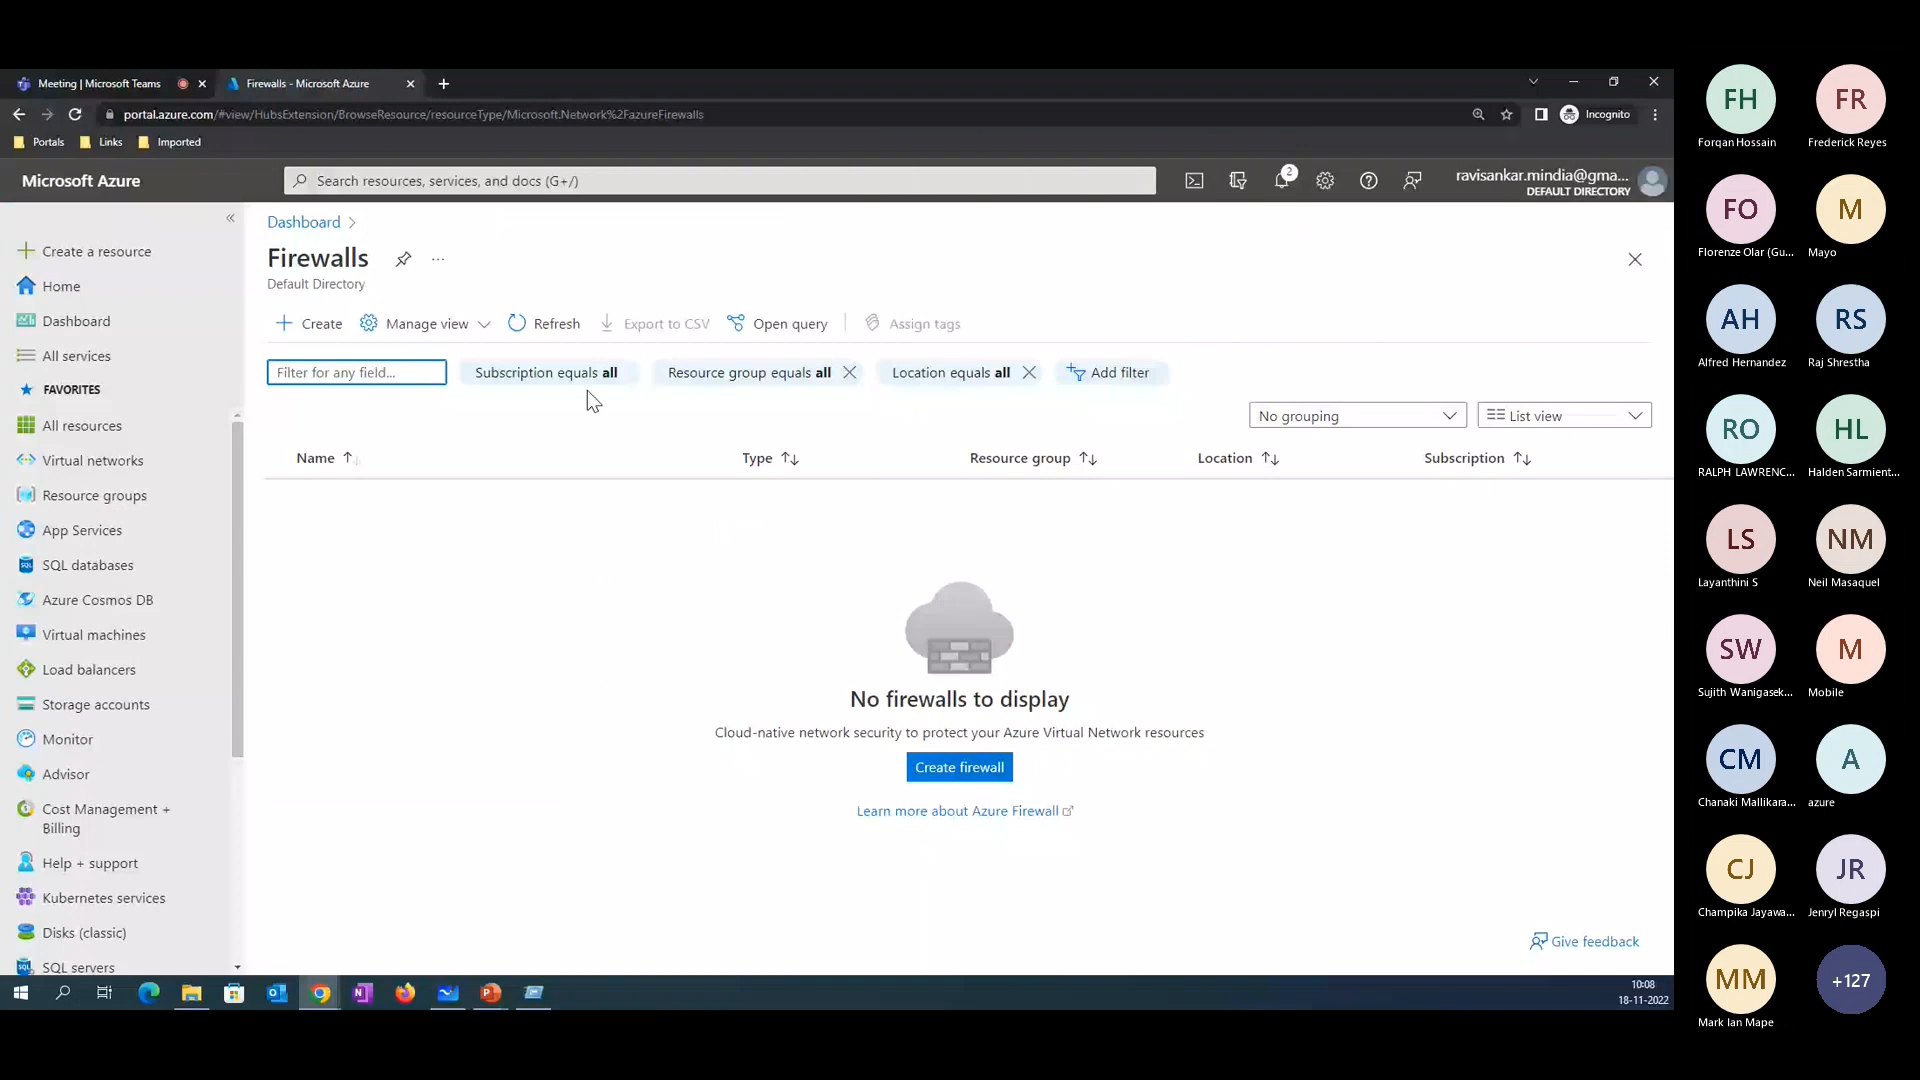 Meeting | Microsoft Teams
Firewalls - Microsoft Azure
portal.azure.com/#view/HubsExtension/BrowseResource/resourceType/Microsoft.Network%2FazureFirewalls
Incognito
Portals
Links
Imported
Microsoft Azure
Search resources, services, and docs (G+/)
2
ravisankar.mindia@gma...
DEFAULT DIRECTORY
Create a resource
Home
Dashboard
All services
FAVORITES
All resources
Virtual networks
Resource groups
App Services
SQL databases
Azure Cosmos DB
Virtual machines
Load balancers
Storage accounts
Monitor
Advisor
Cost Management +
Billing
Help + support
Kubernetes services
Disks (classic)
SQL servers
Dashboard >
Firewalls
...
Default Directory
Create
Manage view
Refresh
Export to CSV
Open query
Assign tags
Filter for any field...
Subscription equals all
Resource group equals all
Location equals all
Add filter
No grouping
List view
Name
Type
Resource group
Location
Subscription
No firewalls to display
Cloud-native network security to protect your Azure Virtual Network resources
Create firewall
Learn more about Azure Firewall
Give feedback
10:08
18-11-2022
FH
Forqan Hossain
FR
Frederick Reyes
FO
Florenze Olar (Gu...
M
Mayo
AH
Alfred Hernandez
RS
Raj Shrestha
RO
RALPH LAWRENC...
HL
Halden Sarmient...
LS
Layanthini S
NM
Neil Masaquel
SW
Sujith Wanigasek...
M
Mobile
CM
Chanaki Mallikara...
A
azure
CJ
Champika Jayawa...
JR
Jenryl Regaspi
MM
Mark Ian Mape
+127